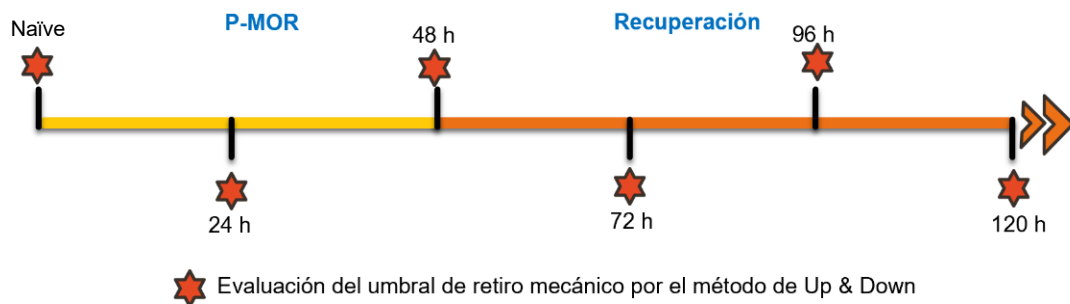 Naïve
P-MOR
48 h
Recuperación
96 h
24 h
72 h
120 h
Evaluación del umbral de retiro mecánico por el método de Up & Down